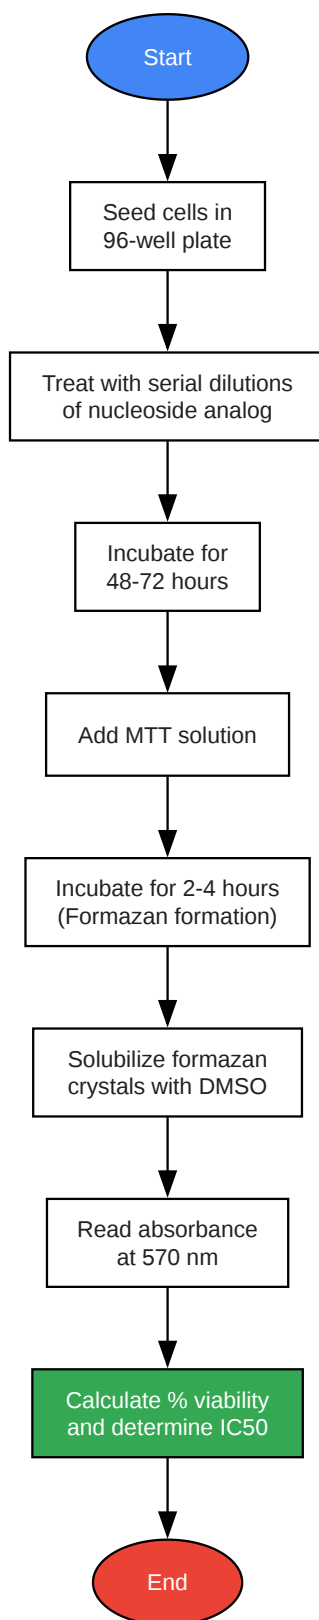 Start
Seed cells in
96-well plate
Treat with serial dilutions
of nucleoside analog
Incubate for
48-72 hours
Add MTT solution
Incubate for 2-4 hours
(Formazan formation)
Solubilize formazan
crystals with DMSO
Read absorbance
at 570 nm
Calculate % viability
and determine IC50
End